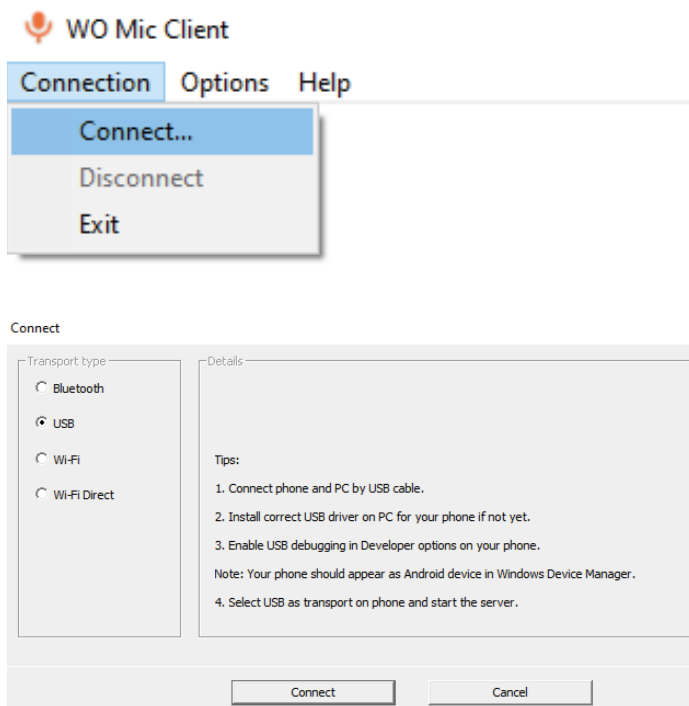 WO Mic Client
Connection Options Help
Connect...
Disconnect
Exit
Connect
Transport type
Details
Bluetooth
USB
Wi-Fi
Wi-Fi Direct
Tips:
1. Connect phone and PC by USB cable.
2. Install correct USB driver on PC for your phone if not yet.
3. Enable USB debugging in Developer options on your phone.
Note: Your phone should appear as Android device in Windows Device Manager.
4. Select USB as transport on phone and start the server.
Connect Cancel